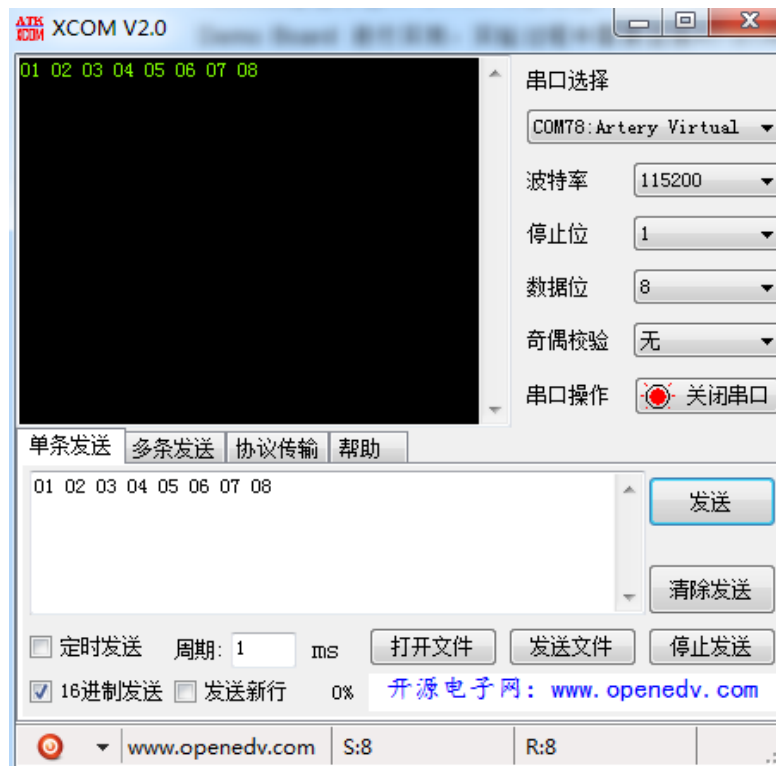 ATK XCOM XCOM V2.0
01 02 03 04 05 06 07 08
串口选择
COM78:Artery Virtual
波特率 115200
停止位 1
数据位 8
奇偶校验 无
串口操作 关闭串口
单条发送 多条发送 协议传输 帮助
01 02 03 04 05 06 07 08
发送
清除发送
定时发送 周期: 1 ms 打开文件 发送文件 停止发送
16进制发送 发送新行 0% 开源电子网: www.openedv.com
www.openedv.com S:8 R:8